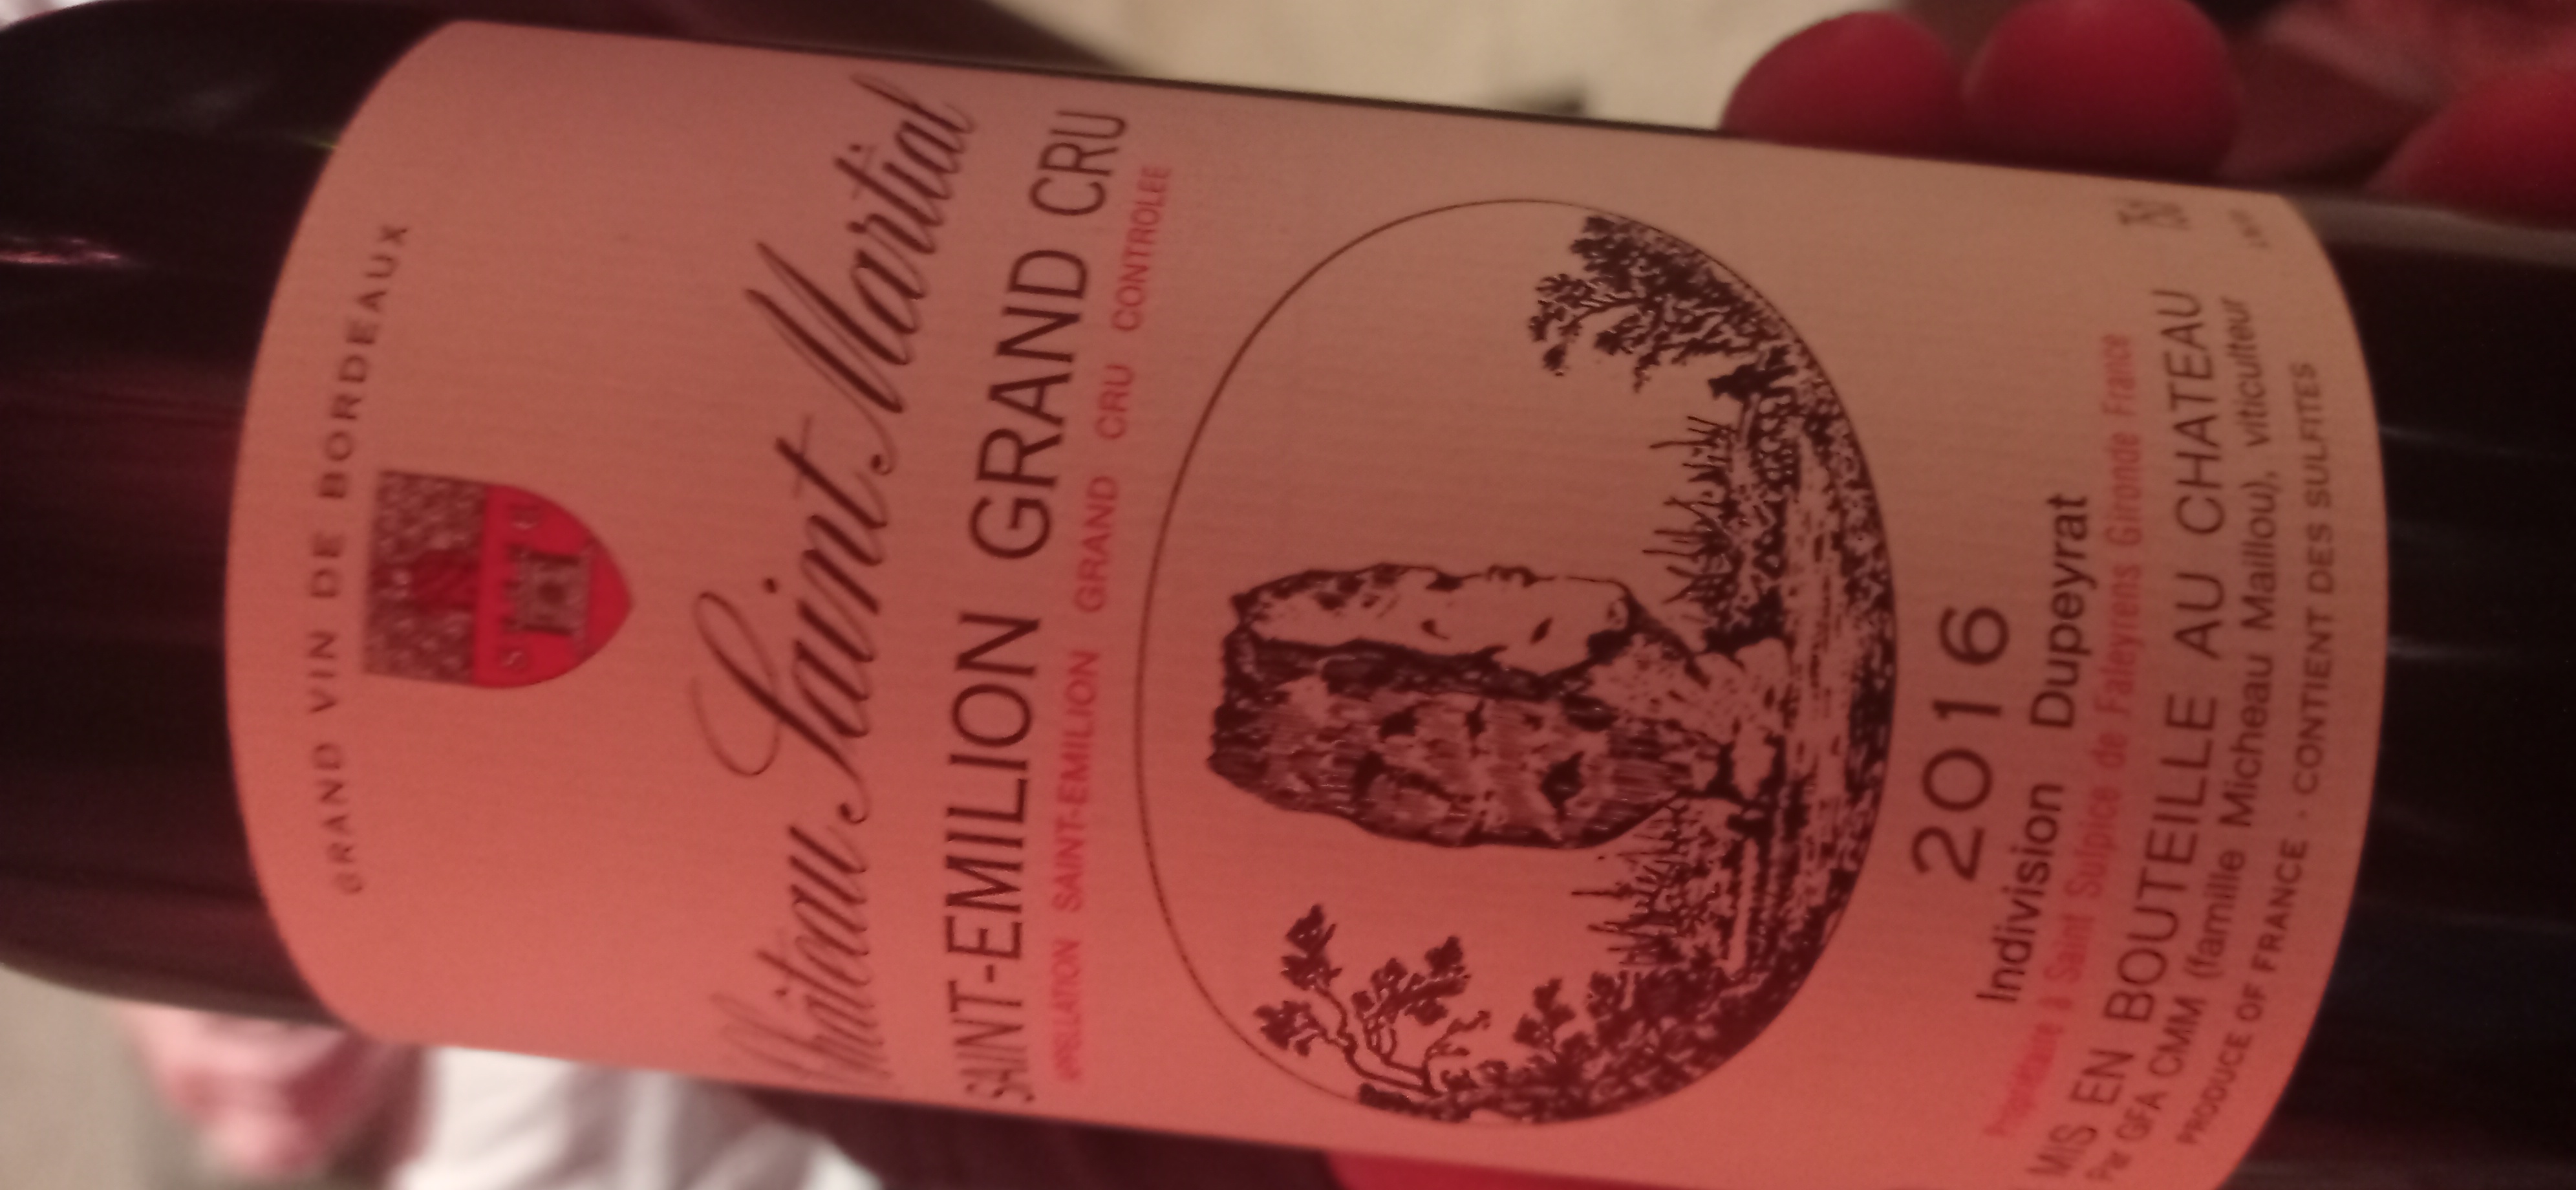 GRAND VIN DE BORDEAUX
S E
Château Saint Martial
SAINT-EMILION GRAND CRU
APPELLATION SAINT-EMILION GRAND CRU CONTROLEE
2016
Indivision Dupeyrat
Propriétaire à Saint Sulpice de Faleyrens Gironde France
MIS EN BOUTEILLE AU CHATEAU
Par GFA CMM (famille Micheau Maillou), viticulteur
PRODUCE OF FRANCE · CONTIENT DES SULFITES